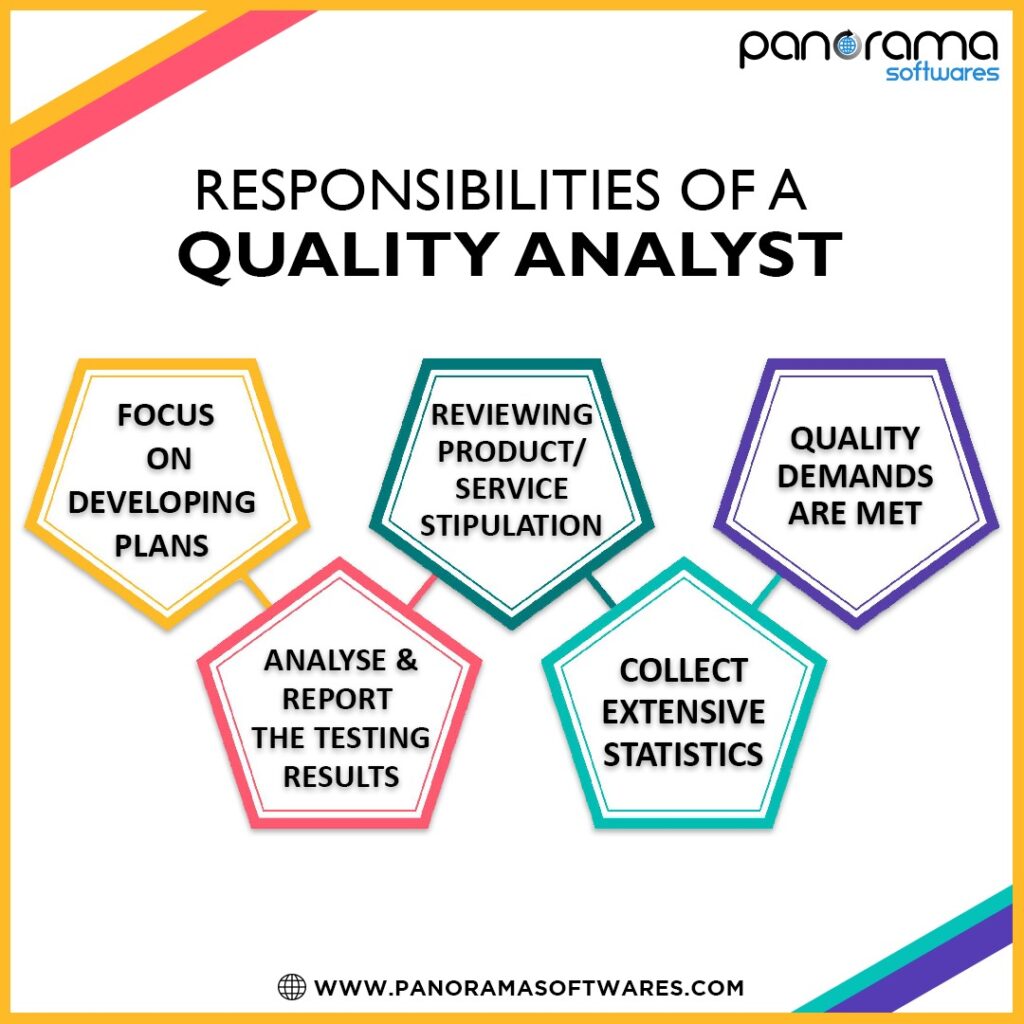 panorama
softwares
RESPONSIBILITIES OF A
QUALITY ANALYST
FOCUS
ON
DEVELOPING
PLANS
ANALYSE &
REPORT
THE TESTING
RESULTS
REVIEWING
PRODUCT/
SERVICE
STIPULATION
COLLECT
EXTENSIVE
STATISTICS
QUALITY
DEMANDS
ARE MET
WWW.PANORAMASOFTWARES.COM